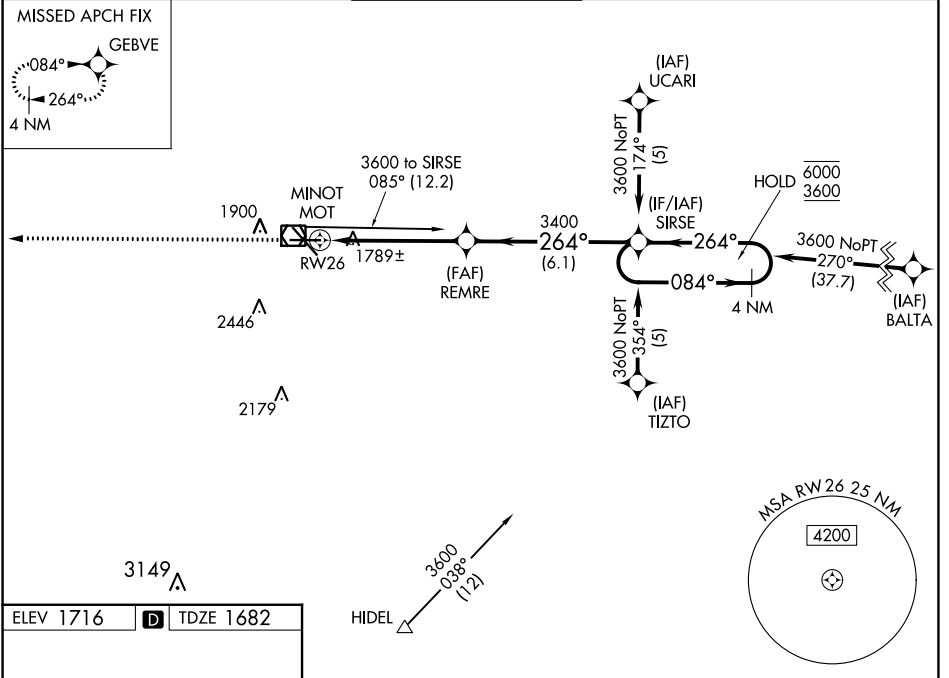 MISSED APCH FIX
GEBVE
084°
264°
4 NM
(IAF)
UCARI
3600 NoPT
174°
(5)
3600 to SIRSE
085° (12.2)
HOLD
6000
3600
MINOT
MOT
1900
1789±
RW26
(IF/IAF)
SIRSE
3400
264°
(6.1)
264°
084°
4 NM
3600 NoPT
270°
(37.7)
(IAF)
BALTA
(FAF)
REMRE
2446
3600 NoPT
354°
(5)
(IAF)
TIZTO
2179
MSA RW26 25 NM
4200
3149
3600
038°
(12)
HIDEL
ELEV 1716 D TDZE 1682